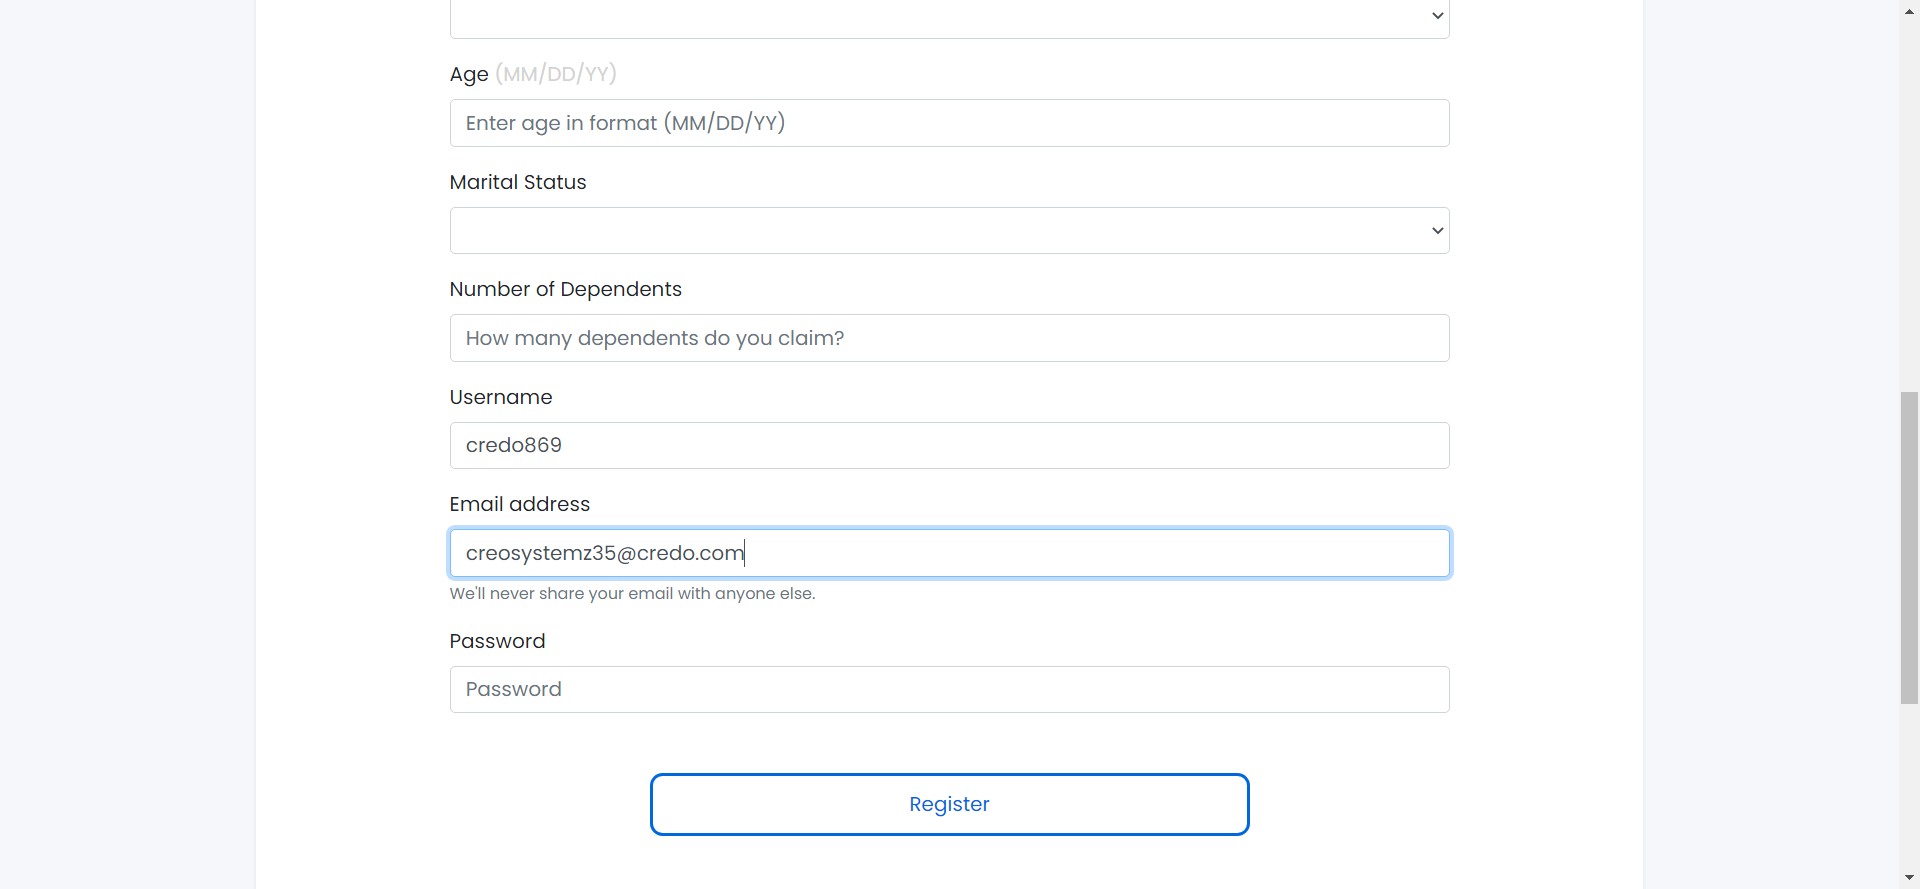 Age (MM/DD/YY)
Enter age in format (MM/DD/YY)
Marital Status
Number of Dependents
How many dependents do you claim?
Username
credo869
Email address
creosystemz35@credo.com
We'll never share your email with anyone else.
Password
Password
Register